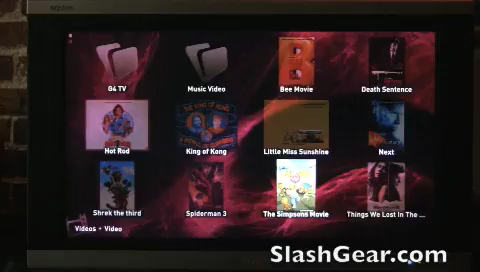 G4 TV Music Video Bee Movie Death Sentence
B
Hot Rod King of Kong Little Miss Sunshine Next
Shrek the third Spiderman 3 The Simpsons Movie Things We Lost In The ...
Videos • Video
SlashGear.com